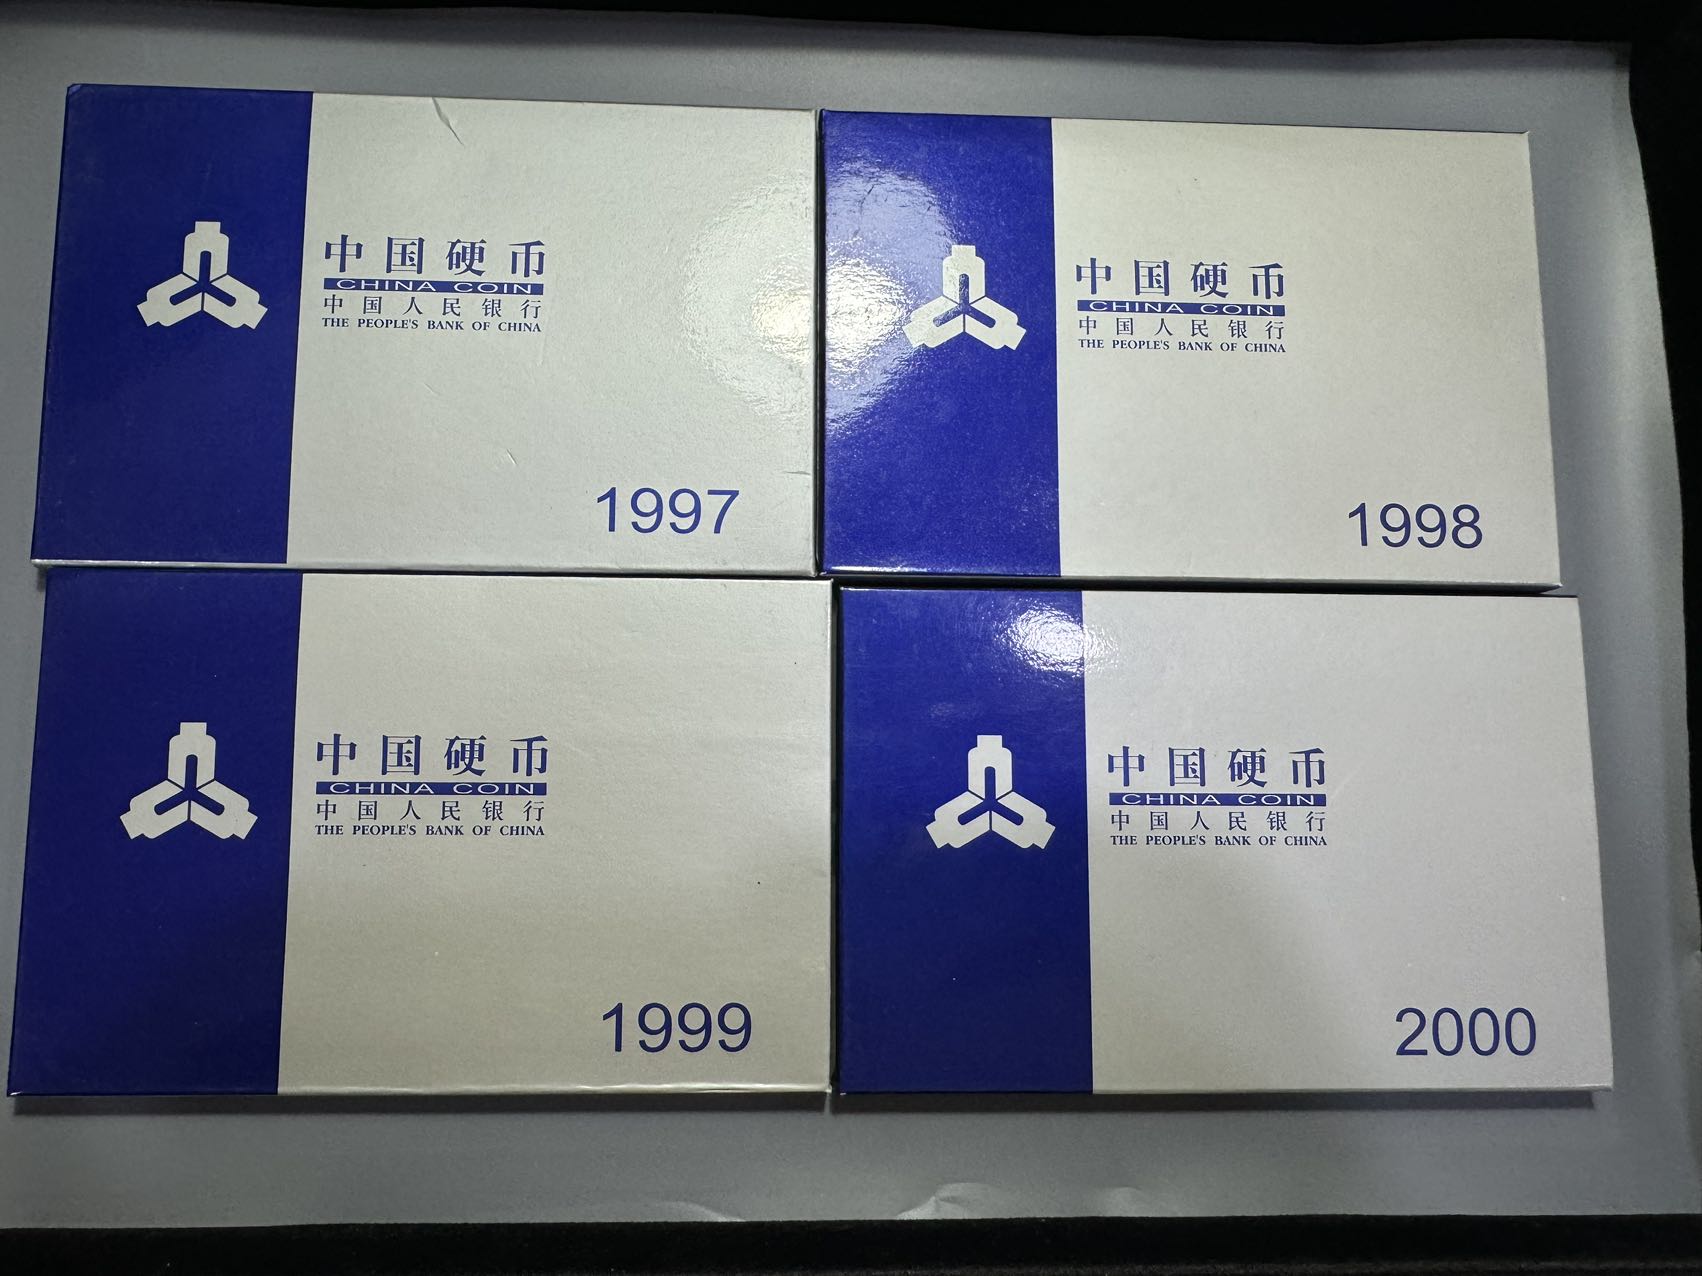 中国硬币
CHINA COIN
中国人民银行
THE PEOPLE'S BANK OF CHINA
1997
中国硬币
CHINA COIN
中国人民银行
THE PEOPLE'S BANK OF CHINA
1998
中国硬币
CHINA COIN
中国人民银行
THE PEOPLE'S BANK OF CHINA
1999
中国硬币
CHINA COIN
中国人民银行
THE PEOPLE'S BANK OF CHINA
2000